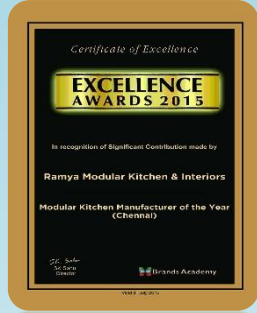 Certificate of Excellence
EXCELLENCE
AWARDS 2015
In recognition of Significant Contribution made by
Ramya Modular Kitchen & Interiors
Modular Kitchen Manufacturer of the Year
(Chennai)
Director
Brands Academy